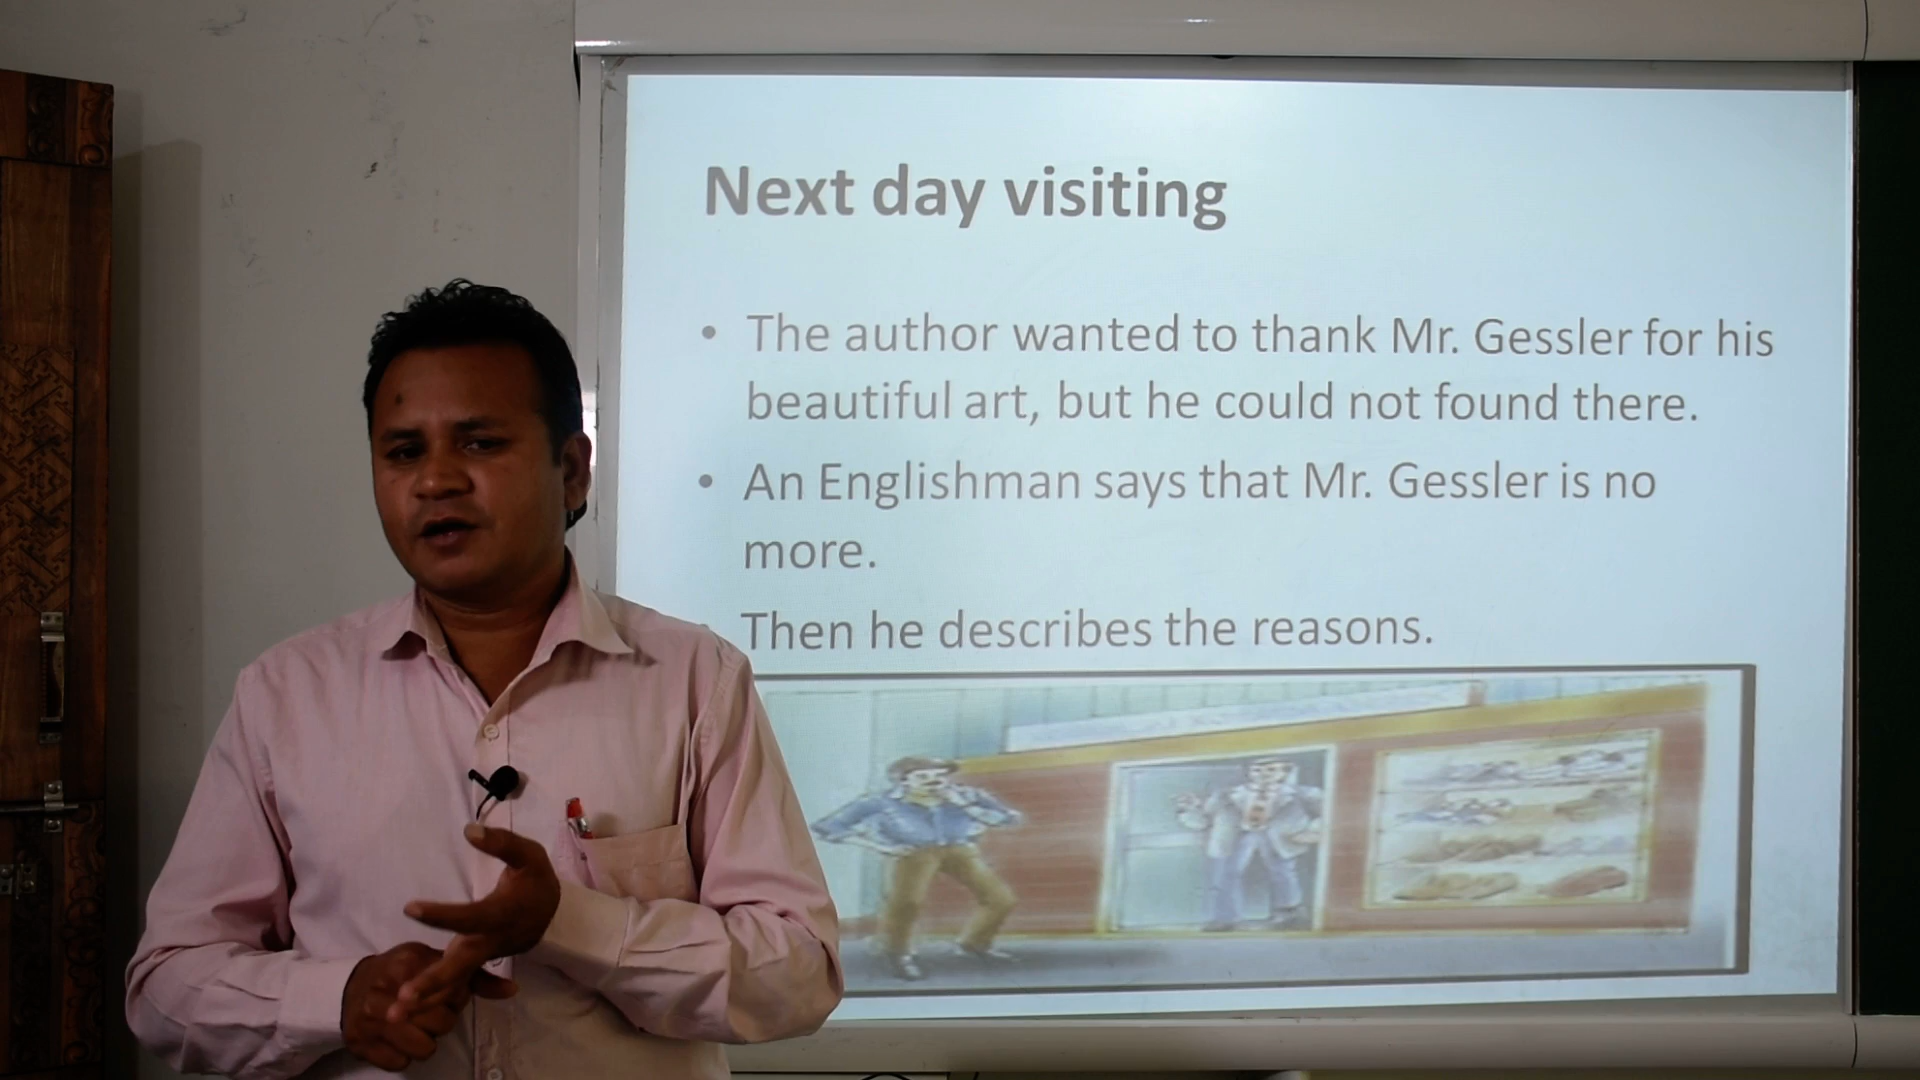 Next day visiting
• The author wanted to thank Mr. Gessler for his
beautiful art, but he could not found there.
• An Englishman says that Mr. Gessler is no
more.
Then he describes the reasons.